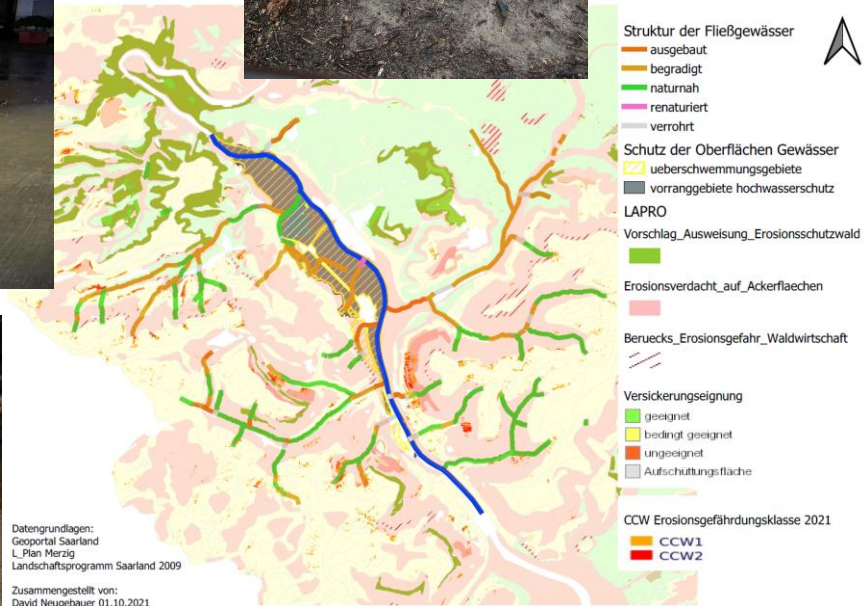 Struktur der Fließgewässer
ausgebaut
begradigt
naturnah
renaturiert
verrohrt
Schutz der Oberflächen Gewässer
ueberschwemmungsgebiete
vorranggebiete hochwasserschutz
LAPRO
Vorschlag_Ausweisung_Erosionsschutzwald
Erosionsverdacht_auf_Ackerflaechen
Beruecks_Erosionsgefahr_Waldwirtschaft
Versickerungseignung
geeignet
bedingt geeignet
ungeeignet
Aufschüttungsfläche
CCW Erosionsgefährdungsklasse 2021
CCW1
CCW2
Datengrundlagen:
Geoportal Saarland
L_Plan Merzig
Landschaftsprogramm Saarland 2009
Zusammengestellt von:
David Neugebauer 01.10.2021